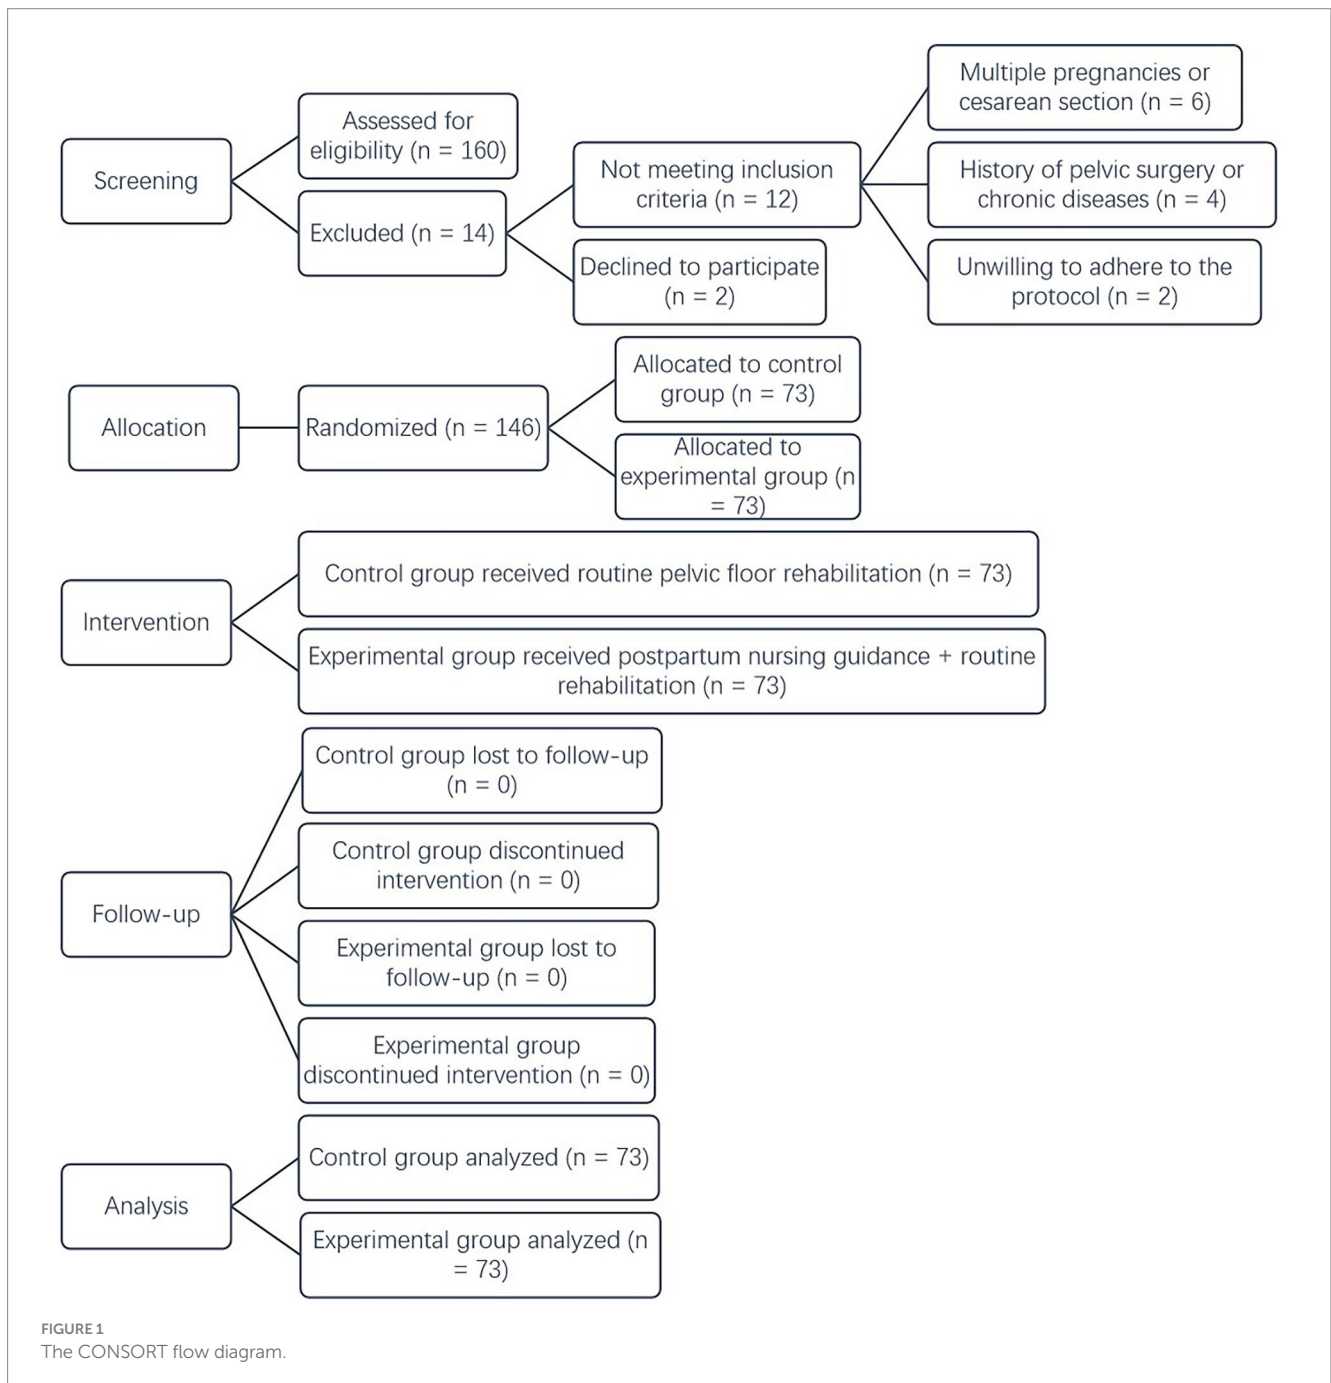 Screening
Assessed for
eligibility (n = 160)
Excluded (n = 14)
Not meeting inclusion
criteria (n = 12)
Declined to participate
(n = 2)
Multiple pregnancies or
cesarean section (n = 6)
History of pelvic surgery or
chronic diseases (n = 4)
Unwilling to adhere to the
protocol (n = 2)
Allocation
Randomized (n = 146)
Allocated to control
group (n = 73)
Allocated to
experimental group (n
= 73)
Intervention
Control group received routine pelvic floor rehabilitation (n = 73)
Experimental group received postpartum nursing guidance + routine
rehabilitation (n = 73)
Follow-up
Control group lost to follow-up
(n = 0)
Control group discontinued
intervention (n = 0)
Experimental group lost to
follow-up (n = 0)
Experimental group
discontinued intervention (n = 0)
Analysis
Control group analyzed (n = 73)
Experimental group analyzed (n
= 73)
FIGURE 1
The CONSORT flow diagram.